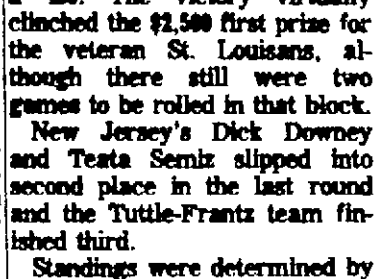 The victory virtually
clinched the $2,500 first prize for
the veteran St. Louisans, al-
though there still were two
games to be rolled in that block.
New Jersey's Dick Downey
and Teata Semiz slipped into
second place in the last round
and the Tuttle-Frantz team fin-
ished third.
Standings were determined by